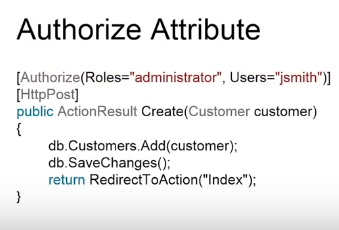 Authorize Attribute
[Authorize(Roles="administrator", Users="jsmith")]
[HttpPost]
public ActionResult Create(Customer customer)
{
db.Customers.Add(customer);
db.SaveChanges();
return RedirectToAction("Index");
}